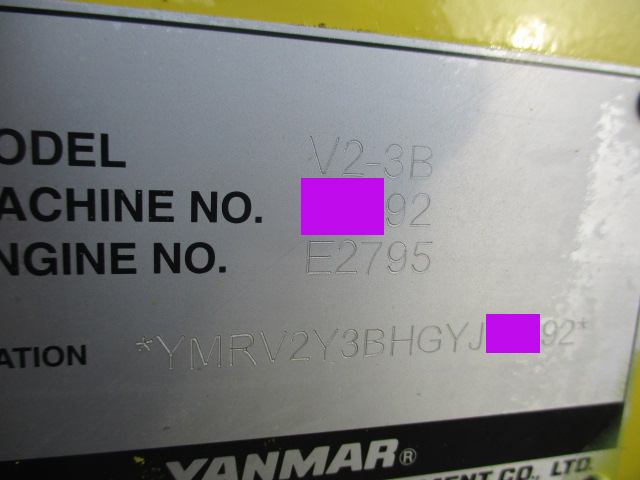 ODEL V2-3B
ACHINE NO. 92
NGINE NO. E2795
ATION *YMRV2Y3BHGYJ 92*
YANMAR®
MENT CO., LTD.